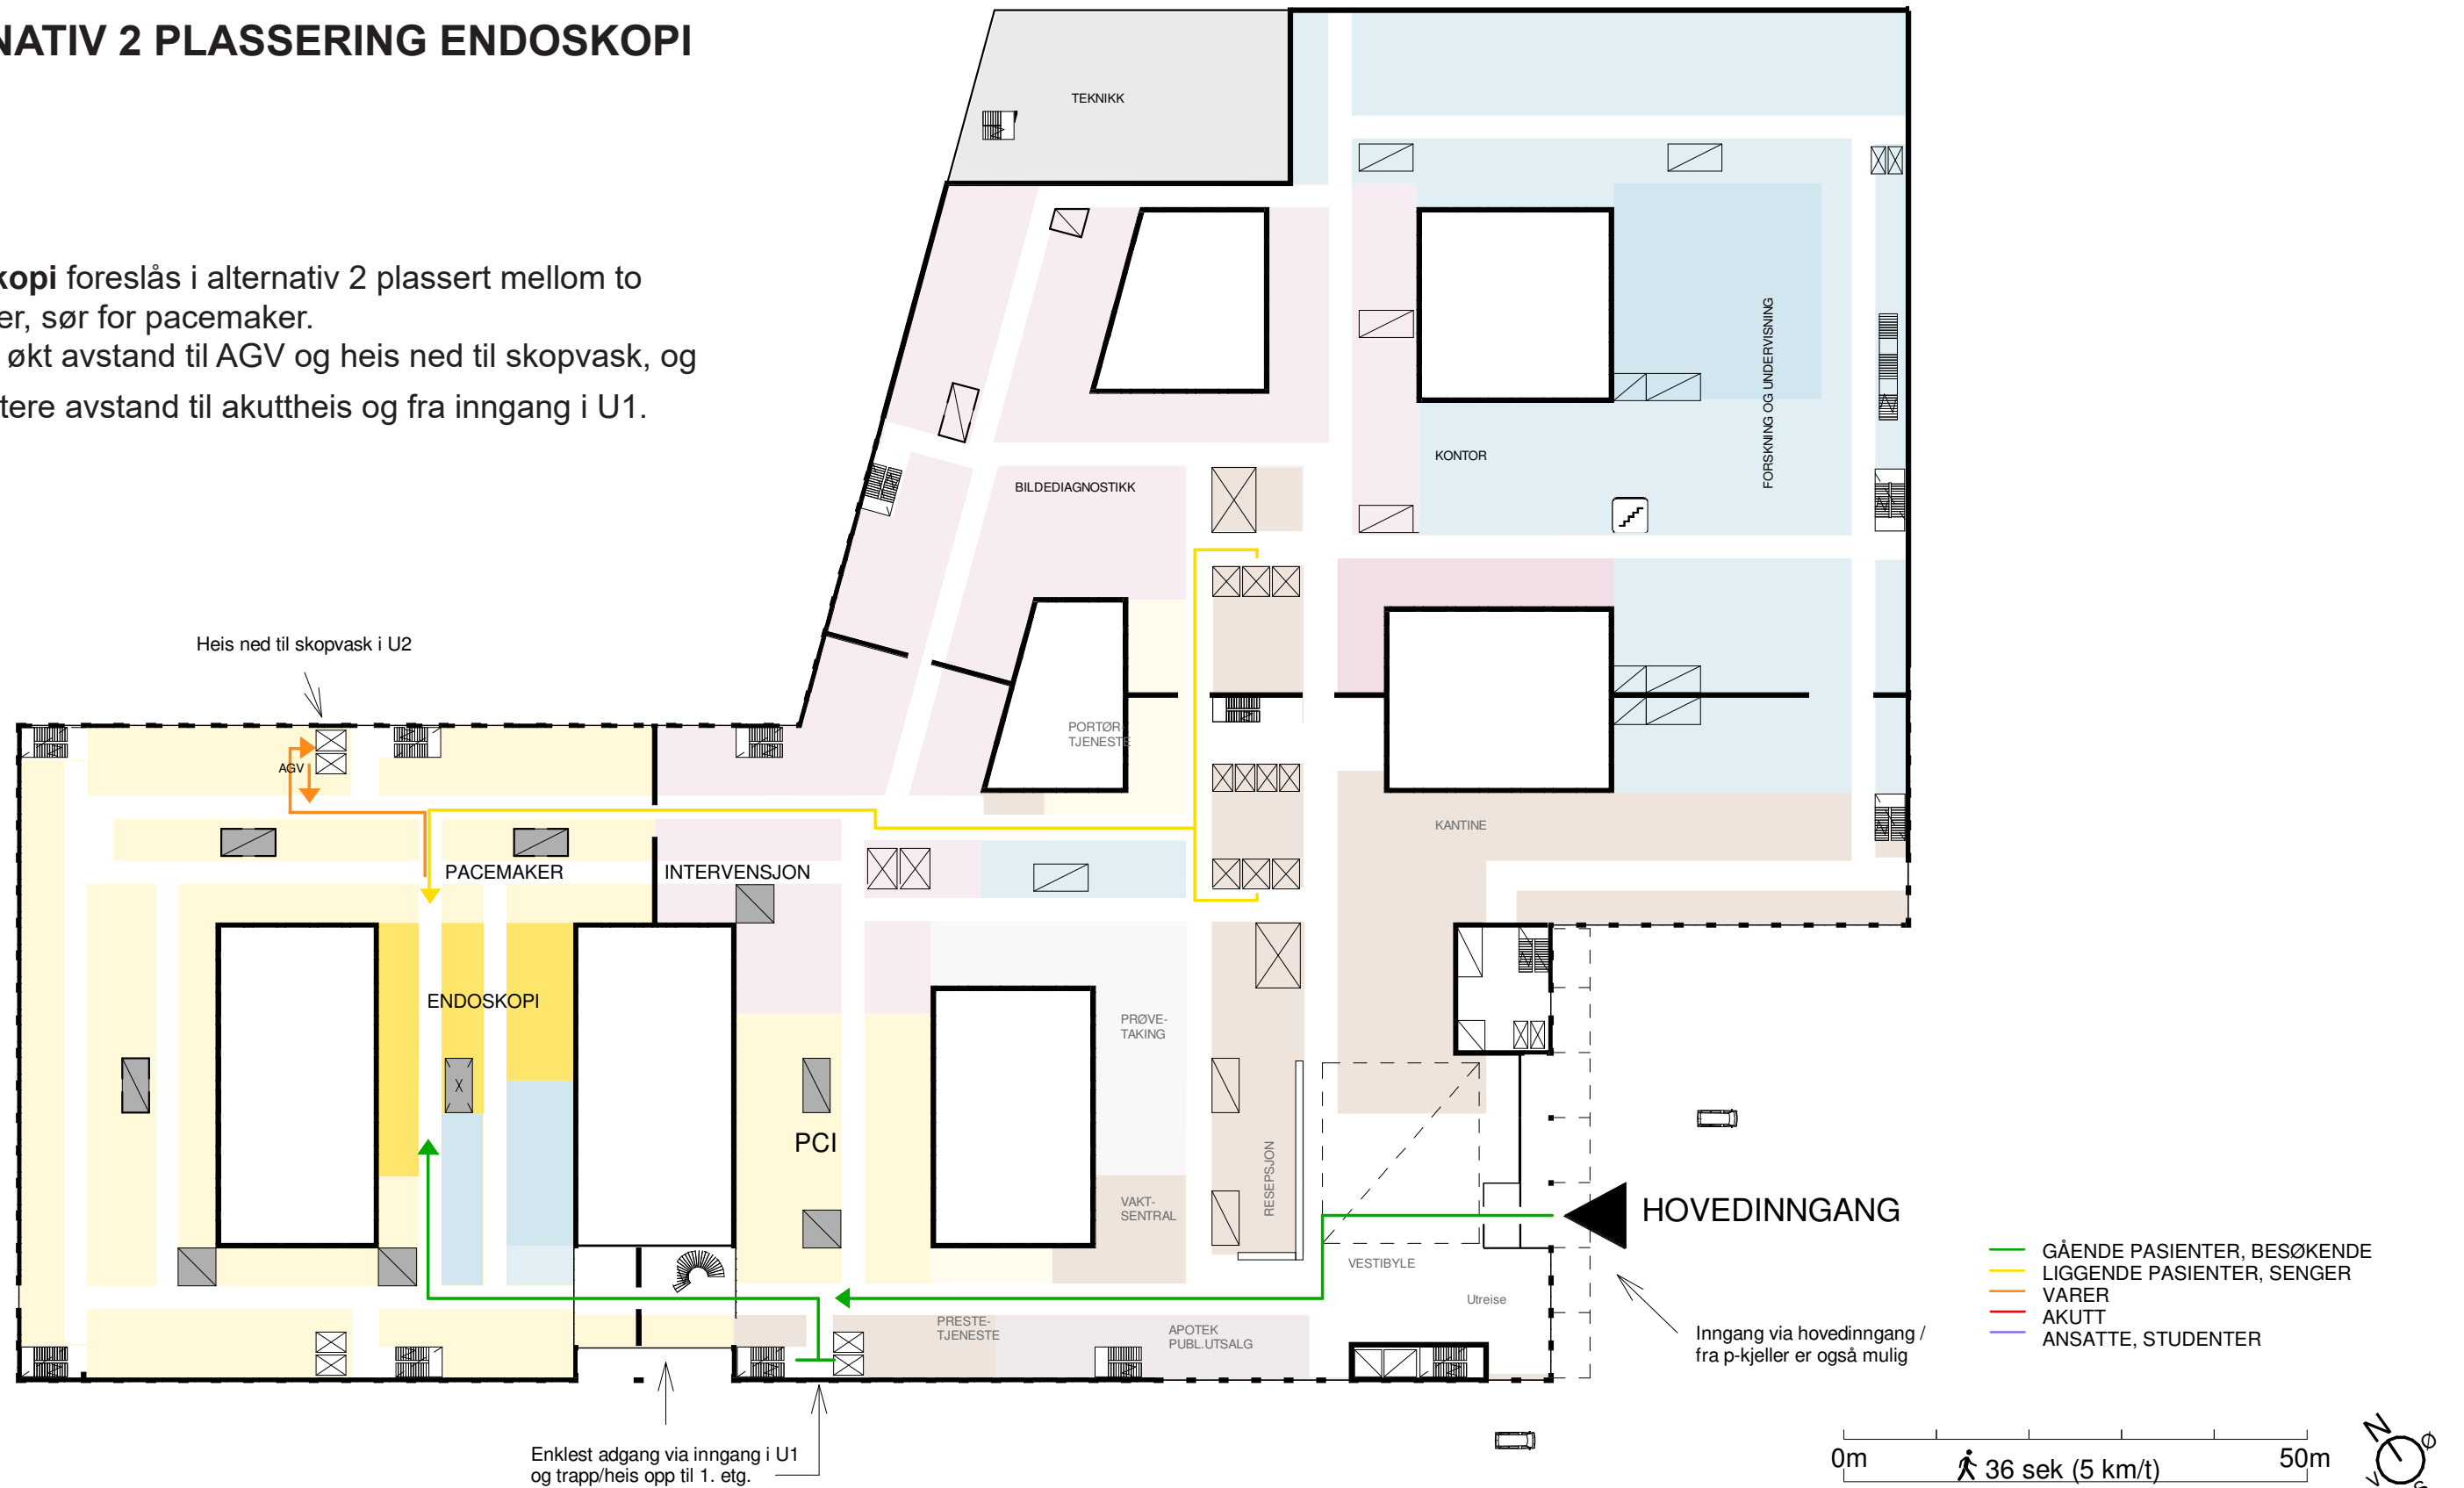 NATIV 2 PLASSERING ENDOSKOPI
kopi foreslås i alternativ 2 plassert mellom to
er, sør for pacemaker.
økt avstand til AGV og heis ned til skopvask, og
tere avstand til akuttheis og fra inngang i U1.
TEKNIKK
FORSKNING OG UNDERVISNING
KONTOR
BILDEDIAGNOSTIKK
Heis ned til skopvask i U2
PORTØR-
TJENESTE
AGV
KANTINE
PACEMAKER
INTERVENSJON
ENDOSKOPI
PRØVE-
TAKING
X
PCI
RESEPSJON
VAKT-
SENTRAL
HOVEDINNGANG
VESTIBYLE
Utreise
PRESTE-
TJENESTE
APOTEK
PUBL.UTSALG
GÅENDE PASIENTER, BESØKENDE
LIGGENDE PASIENTER, SENGER
VARER
AKUTT
ANSATTE, STUDENTER
Inngang via hovedinngang /
fra p-kjeller er også mulig
Enklest adgang via inngang i U1
og trapp/heis opp til 1. etg.
0m
36 sek (5 km/t)
50m
N
Ø
V
S